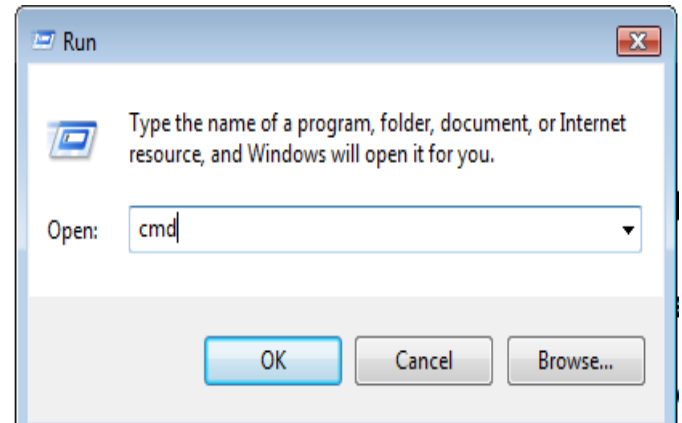 Run
Type the name of a program, folder, document, or Internet
resource, and Windows will open it for you.
Open: cmd
OK Cancel Browse...